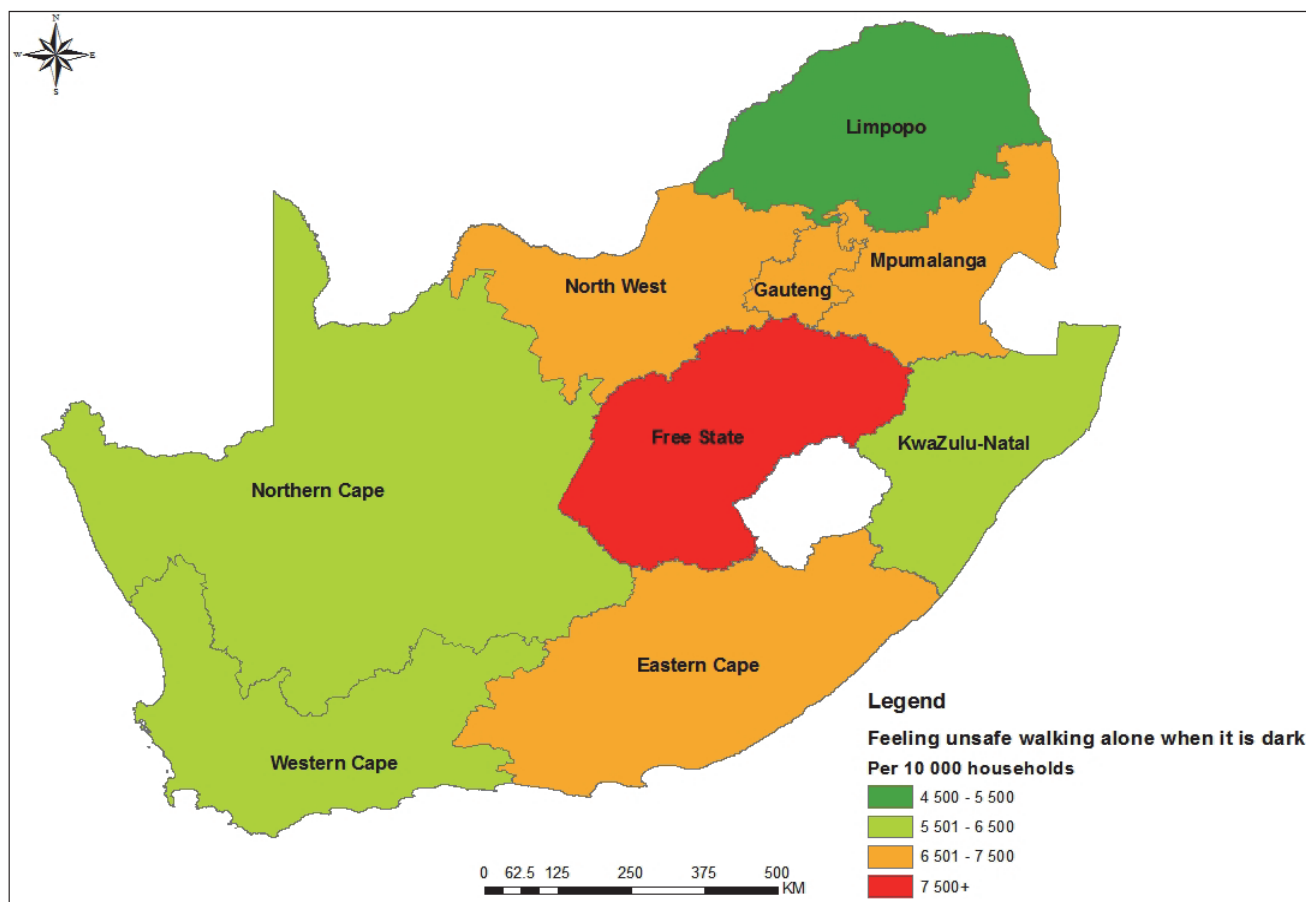 N
W E
S
Limpopo
Mpumalanga
North West
Gauteng
Free State
KwaZulu-Natal
Northern Cape
Eastern Cape
Western Cape
Legend
Feeling unsafe walking alone when it is dark
Per 10 000 households
4 500 - 5 500
5 501 - 6 500
6 501 - 7 500
7 500+
0 62.5 125 250 375 500
KM